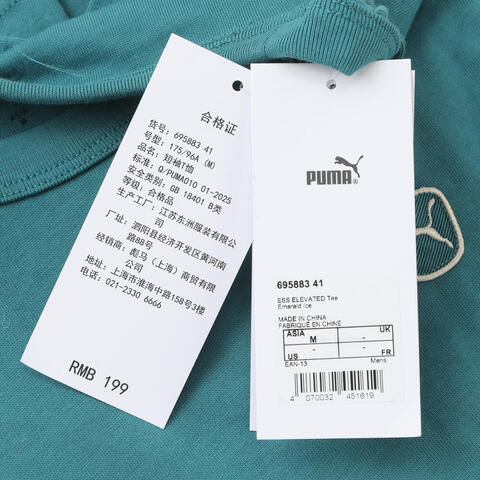 合格证
货号: 695883 41
号型: 175/96A (M)
品名: 短袖T恤
标准: Q/PUMA010 01-2025
安全类别: GB 18401 B类
等级: 合格品
生产工厂: 江苏东洲服装有限公
司
厂址: 泗阳县经济开发区黄河南
路88号
经销商: 彪马（上海）商贸有限
公司
地址: 上海市淮海中路158号3楼
021-2330 6666
RMB 199
PUMA
695883 41
ESS ELEVATED Tee
Emerald Ice
MADE IN CHINA
FABRIQUÉ EN CHINE
ASIA M - UK
US - - FR
EAN-13 Mens
4 070032 451619